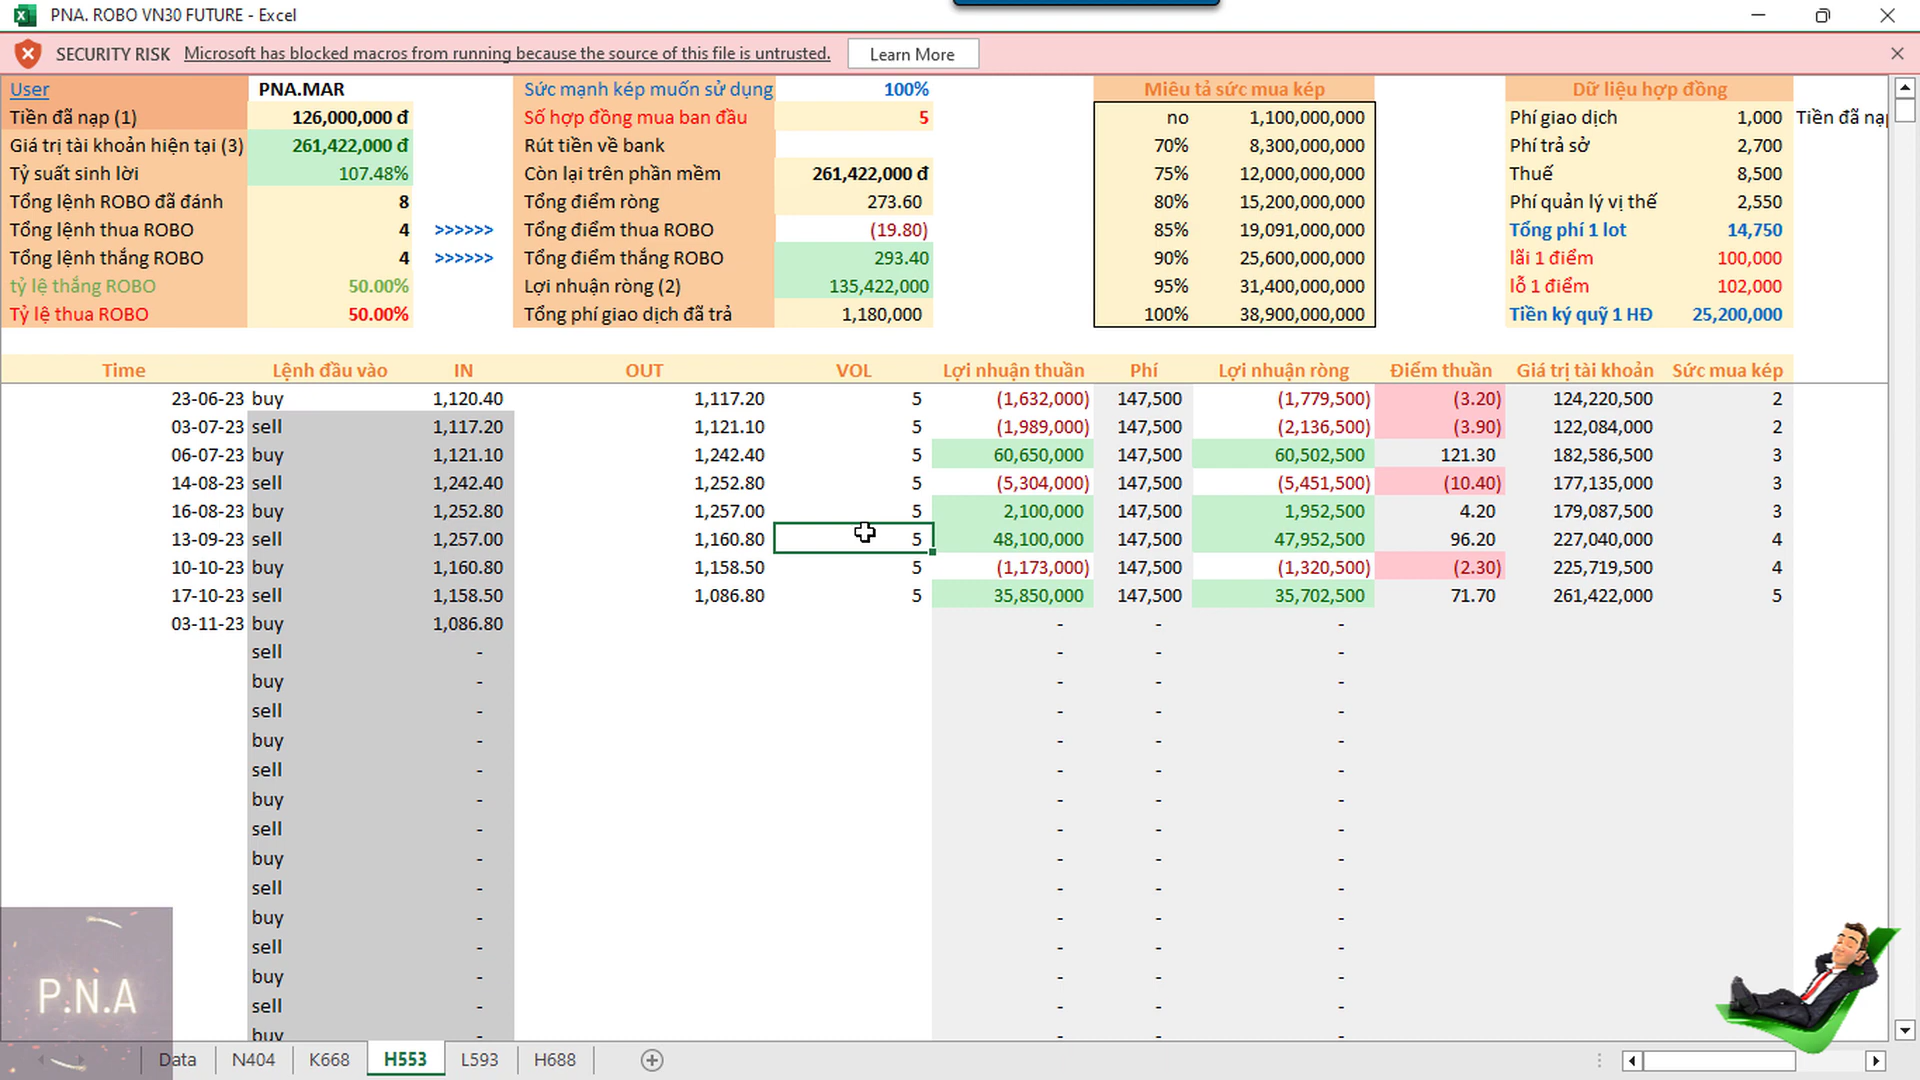 PNA. ROBO VN30 FUTURE - Excel
SECURITY RISK Microsoft has blocked macros from running because the source of this file is untrusted. Learn More
User PNA.MAR Sức mạnh kép muốn sử dụng 100% Miêu tả sức mua kép Dữ liệu hợp đồng
Tiền đã nạp (1) 126,000,000 đ Số hợp đồng mua ban đầu 5 no 1,100,000,000 Phí giao dịch 1,000 Tiền đã nạp
Giá trị tài khoản hiện tại (3) 261,422,000 đ Rút tiền về bank 70% 8,300,000,000 Phí trả sở 2,700
Tỷ suất sinh lời 107.48% Còn lại trên phần mềm 261,422,000 đ 75% 12,000,000,000 Thuế 8,500
Tổng lệnh ROBO đã đánh 8 Tổng điểm ròng 273.60 80% 15,200,000,000 Phí quản lý vị thế 2,550
Tổng lệnh thua ROBO 4 >>>>>> Tổng điểm thua ROBO (19.80) 85% 19,091,000,000 Tổng phí 1 lot 14,750
Tổng lệnh thắng ROBO 4 >>>>>> Tổng điểm thắng ROBO 293.40 90% 25,600,000,000 lãi 1 điểm 100,000
tỷ lệ thắng ROBO 50.00% Lợi nhuận ròng (2) 135,422,000 95% 31,400,000,000 lỗ 1 điểm 102,000
Tỷ lệ thua ROBO 50.00% Tổng phí giao dịch đã trả 1,180,000 100% 38,900,000,000 Tiền ký quỹ 1 HĐ 25,200,000
Time Lệnh đầu vào IN OUT VOL Lợi nhuận thuần Phí Lợi nhuận ròng Điểm thuần Giá trị tài khoản Sức mua kép
23-06-23 buy 1,120.40 1,117.20 5 (1,632,000) 147,500 (1,779,500) (3.20) 124,220,500 2
03-07-23 sell 1,117.20 1,121.10 5 (1,989,000) 147,500 (2,136,500) (3.90) 122,084,000 2
06-07-23 buy 1,121.10 1,242.40 5 60,650,000 147,500 60,502,500 121.30 182,586,500 3
14-08-23 sell 1,242.40 1,252.80 5 (5,304,000) 147,500 (5,451,500) (10.40) 177,135,000 3
16-08-23 buy 1,252.80 1,257.00 5 2,100,000 147,500 1,952,500 4.20 179,087,500 3
13-09-23 sell 1,257.00 1,160.80 5 48,100,000 147,500 47,952,500 96.20 227,040,000 4
10-10-23 buy 1,160.80 1,158.50 5 (1,173,000) 147,500 (1,320,500) (2.30) 225,719,500 4
17-10-23 sell 1,158.50 1,086.80 5 35,850,000 147,500 35,702,500 71.70 261,422,000 5
03-11-23 buy 1,086.80 - - -
sell - - - -
buy - - - -
sell - - - -
buy - - - -
sell - - - -
buy - - - -
sell - - - -
buy - - - -
sell - - - -
buy - - - -
sell - - - -
buy - - - -
sell - - - -
buy - - - -
P.N.A
Data N404 K668 H553 L593 H688